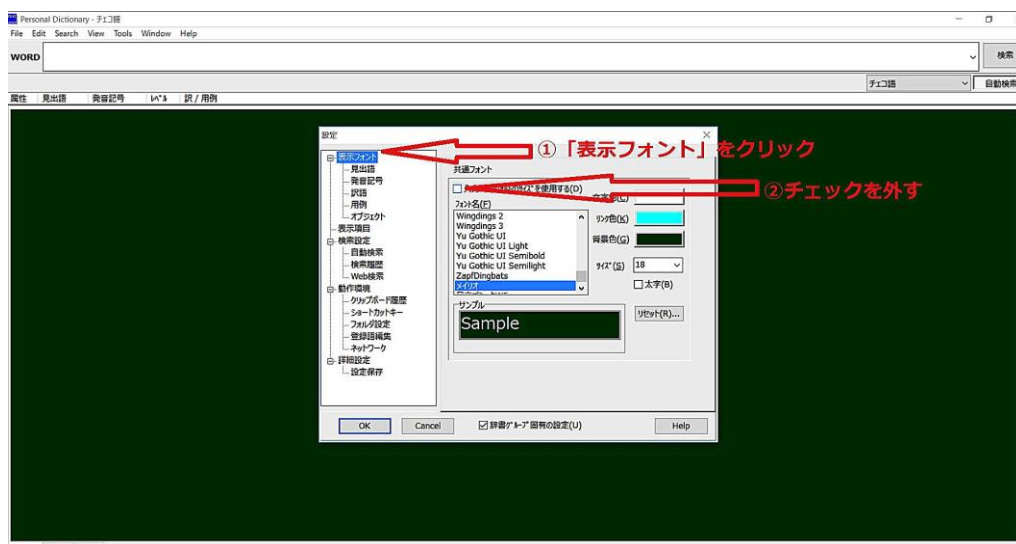 Personal Dictionary - チェコ語
File Edit Search View Tools Window Help
WORD
検索
チェコ語
自動検索
属性 見出語 発音記号 ﾚﾍﾞﾙ 訳 / 用例
設定
①「表示フォント」をクリック
表示フォント
見出語
発音記号
訳語
用例
オブジェクト
表示項目
検索設定
自動検索
検索履歴
Web検索
動作環境
クリップボード履歴
ショートカットキー
フォルダ設定
登録語編集
ネットワーク
詳細設定
設定保存
共通フォント
を使用する(D)
②チェックを外す
ﾌｫﾝﾄ名(F)
Wingdings 2
Wingdings 3
Yu Gothic UI
Yu Gothic UI Light
Yu Gothic UI Semibold
Yu Gothic UI Semilight
ZapfDingbats
メイリオ
文字色(C)
ﾘﾝｸ色(K)
背景色(G)
ｻｲｽﾞ(S) 18
太字(B)
サンプル
Sample
ﾘｾｯﾄ(R)...
OK Cancel 辞書ｸﾞﾙｰﾌﾟ固有の設定(U) Help